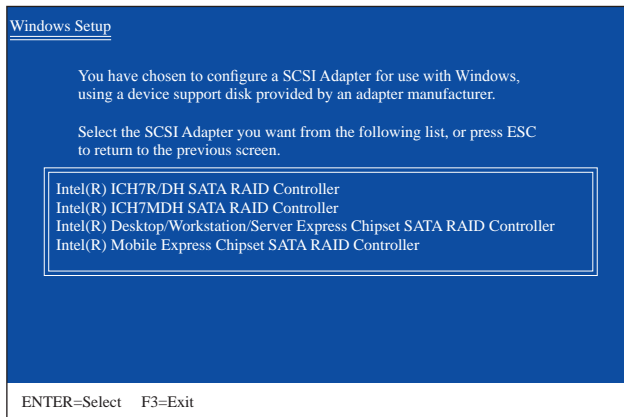 Windows Setup
You have chosen to configure a SCSI Adapter for use with Windows,
using a device support disk provided by an adapter manufacturer.
Select the SCSI Adapter you want from the following list, or press ESC
to return to the previous screen.
Intel(R) ICH7R/DH SATA RAID Controller
Intel(R) ICH7MDH SATA RAID Controller
Intel(R) Desktop/Workstation/Server Express Chipset SATA RAID Controller
Intel(R) Mobile Express Chipset SATA RAID Controller
ENTER=Select F3=Exit